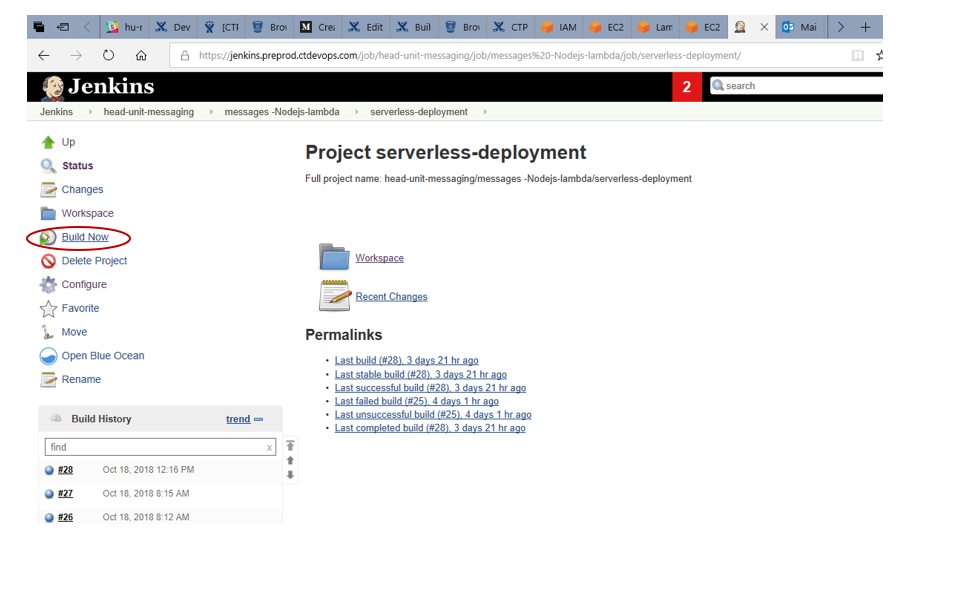 hu-r
Dev
[CTI
Brov
M
Crea
Edit
Buil
Brov
CTP
IAM
EC2
Lam
EC2
Mai
https://jenkins.preprod.ctdevops.com/job/head-unit-messaging/job/messages%20-Nodejs-lambda/job/serverless-deployment/
Jenkins
2
search
Jenkins
head-unit-messaging
messages -Nodejs-lambda
serverless-deployment
Up
Status
Changes
Workspace
Build Now
Delete Project
Configure
Favorite
Move
Open Blue Ocean
Rename
Build History
trend
find
x
#28 Oct 18, 2018 12:16 PM
#27 Oct 18, 2018 8:15 AM
#26 Oct 18, 2018 8:12 AM
Project serverless-deployment
Full project name: head-unit-messaging/messages -Nodejs-lambda/serverless-deployment
Workspace
Recent Changes
Permalinks
Last build (#28), 3 days 21 hr ago
Last stable build (#28), 3 days 21 hr ago
Last successful build (#28), 3 days 21 hr ago
Last failed build (#25), 4 days 1 hr ago
Last unsuccessful build (#25), 4 days 1 hr ago
Last completed build (#28), 3 days 21 hr ago